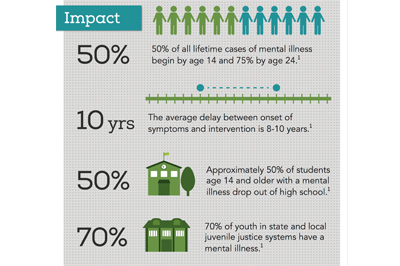 Impact
50%
50% of all lifetime cases of mental illness
begin by age 14 and 75% by age 24.¹
10 yrs
The average delay between onset of
symptoms and intervention is 8-10 years.¹
50%
Approximately 50% of students
age 14 and older with a mental
illness drop out of high school.¹
70%
70% of youth in state and local
juvenile justice systems have a
mental illness.¹